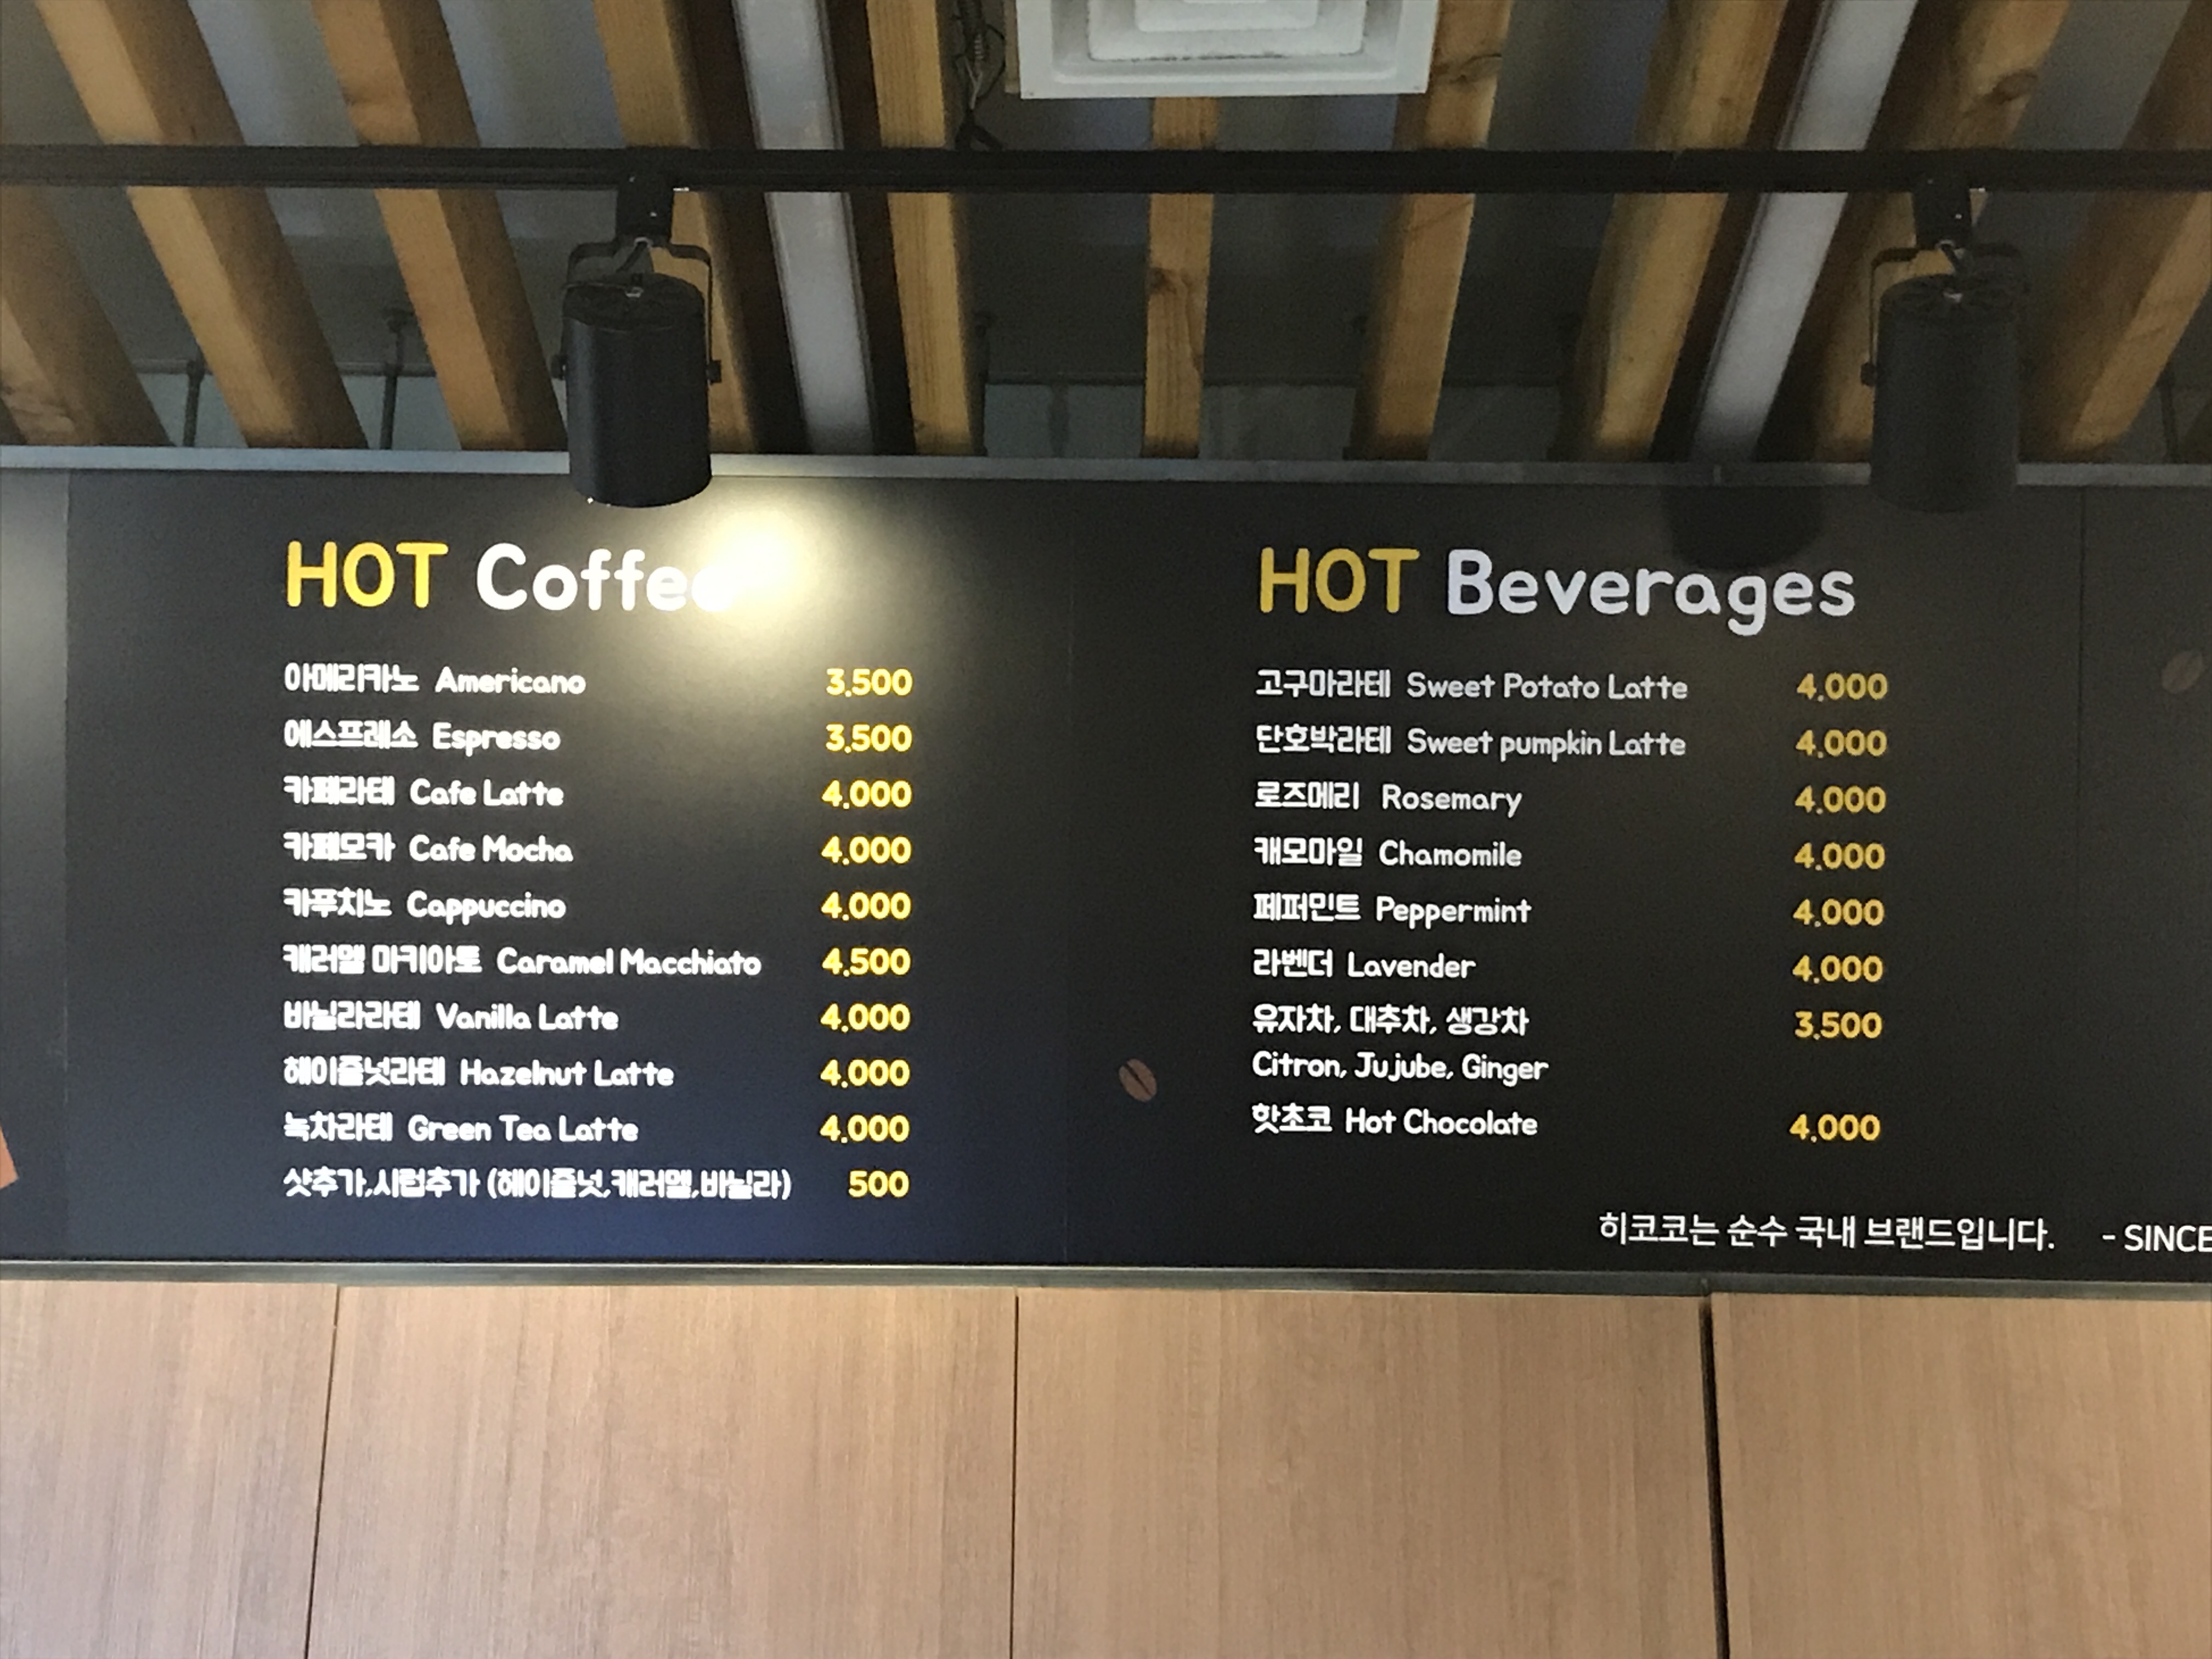 HOT Coffee
아메리카노 Americano 3,500
에스프레소 Espresso 3,500
카페라테 Cafe Latte 4,000
카페모카 Cafe Mocha 4,000
카푸치노 Cappuccino 4,000
캐러멜 마키아토 Caramel Macchiato 4,500
바닐라라테 Vanilla Latte 4,000
헤이즐넛라테 Hazelnut Latte 4,000
녹차라테 Green Tea Latte 4,000
샷추가,시럽추가 (헤이즐넛,캐러멜,바닐라) 500
HOT Beverages
고구마라테 Sweet Potato Latte 4,000
단호박라테 Sweet pumpkin Latte 4,000
로즈메리 Rosemary 4,000
캐모마일 Chamomile 4,000
페퍼민트 Peppermint 4,000
라벤더 Lavender 4,000
유자차, 대추차, 생강차 3,500
Citron, Jujube, Ginger
핫초코 Hot Chocolate 4,000
히코코는 순수 국내 브랜드입니다. - SINCE